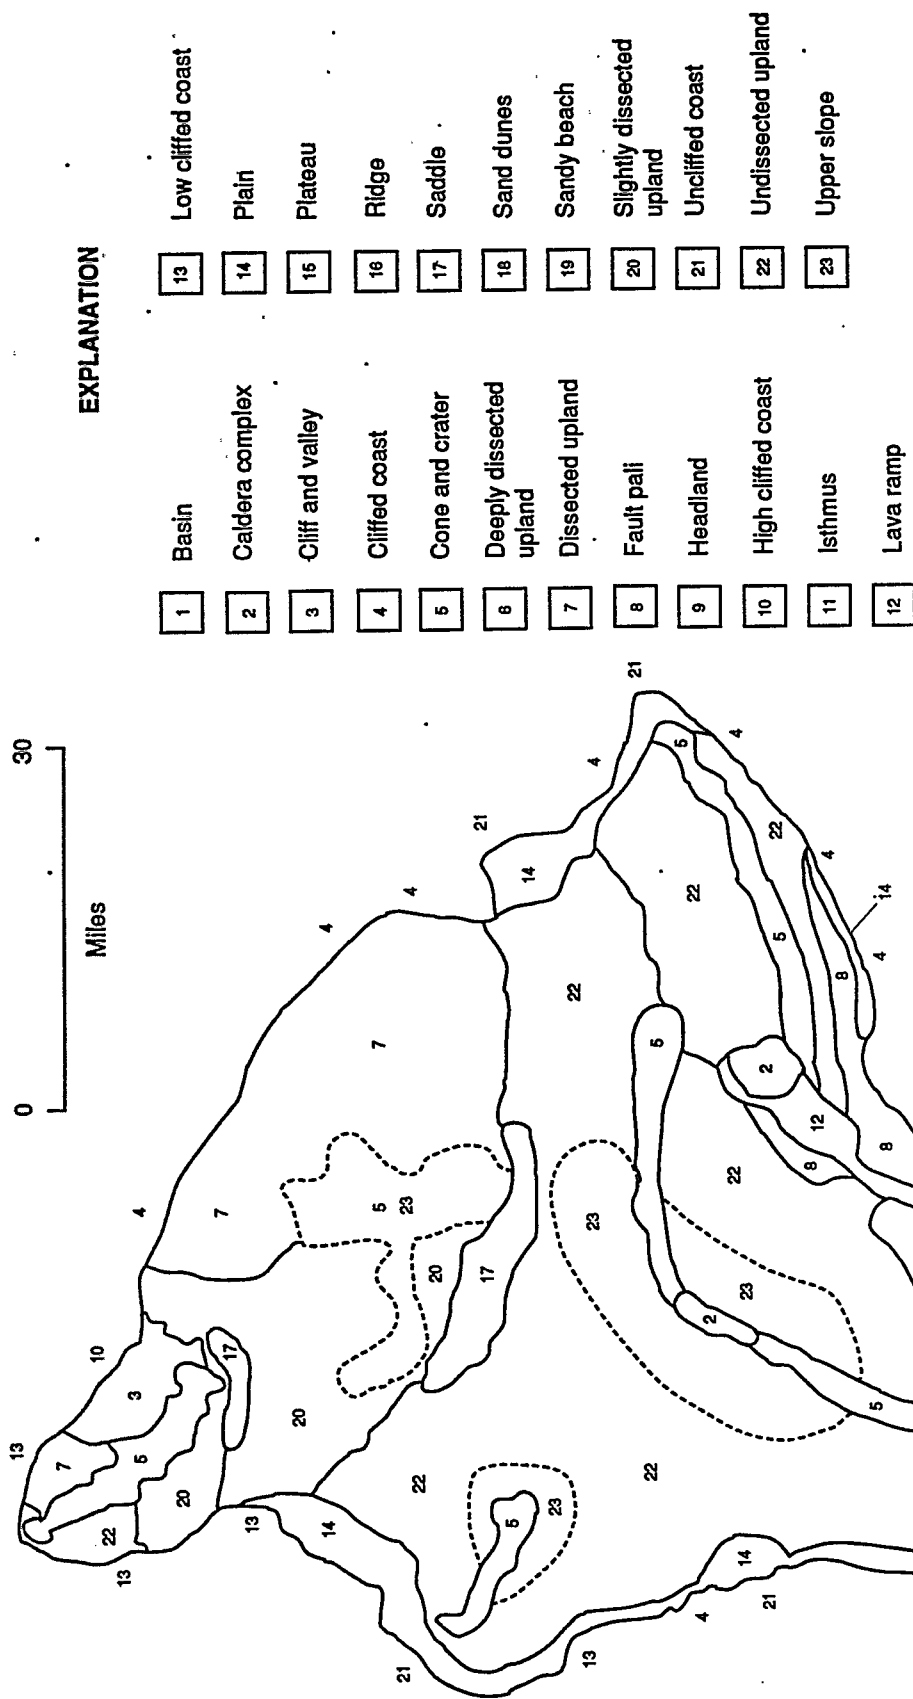 0 30
Miles
EXPLANATION
1 Basin
2 Caldera complex
3 Cliff and valley
4 Cliffed coast
5 Cone and crater
6 Deeply dissected
upland
7 Dissected upland
8 Fault pali
9 Headland
10 High cliffed coast
11 Isthmus
12 Lava ramp
13 Low cliffed coast
14 Plain
15 Plateau
16 Ridge
17 Saddle
18 Sand dunes
19 Sandy beach
20 Slightly dissected
upland
21 Uncliffed coast
22 Undissected upland
23 Upper slope
13
7
10
22
13
3
5
4
20
7
17
13
20
14
4
5
7
21
23
4
22
20
21
17
5
14
23
22
13
23
4
21
22
5
5
22
4
2
22
4
14
23
21
2
22
5
8
12
4
8
5
4
8
14